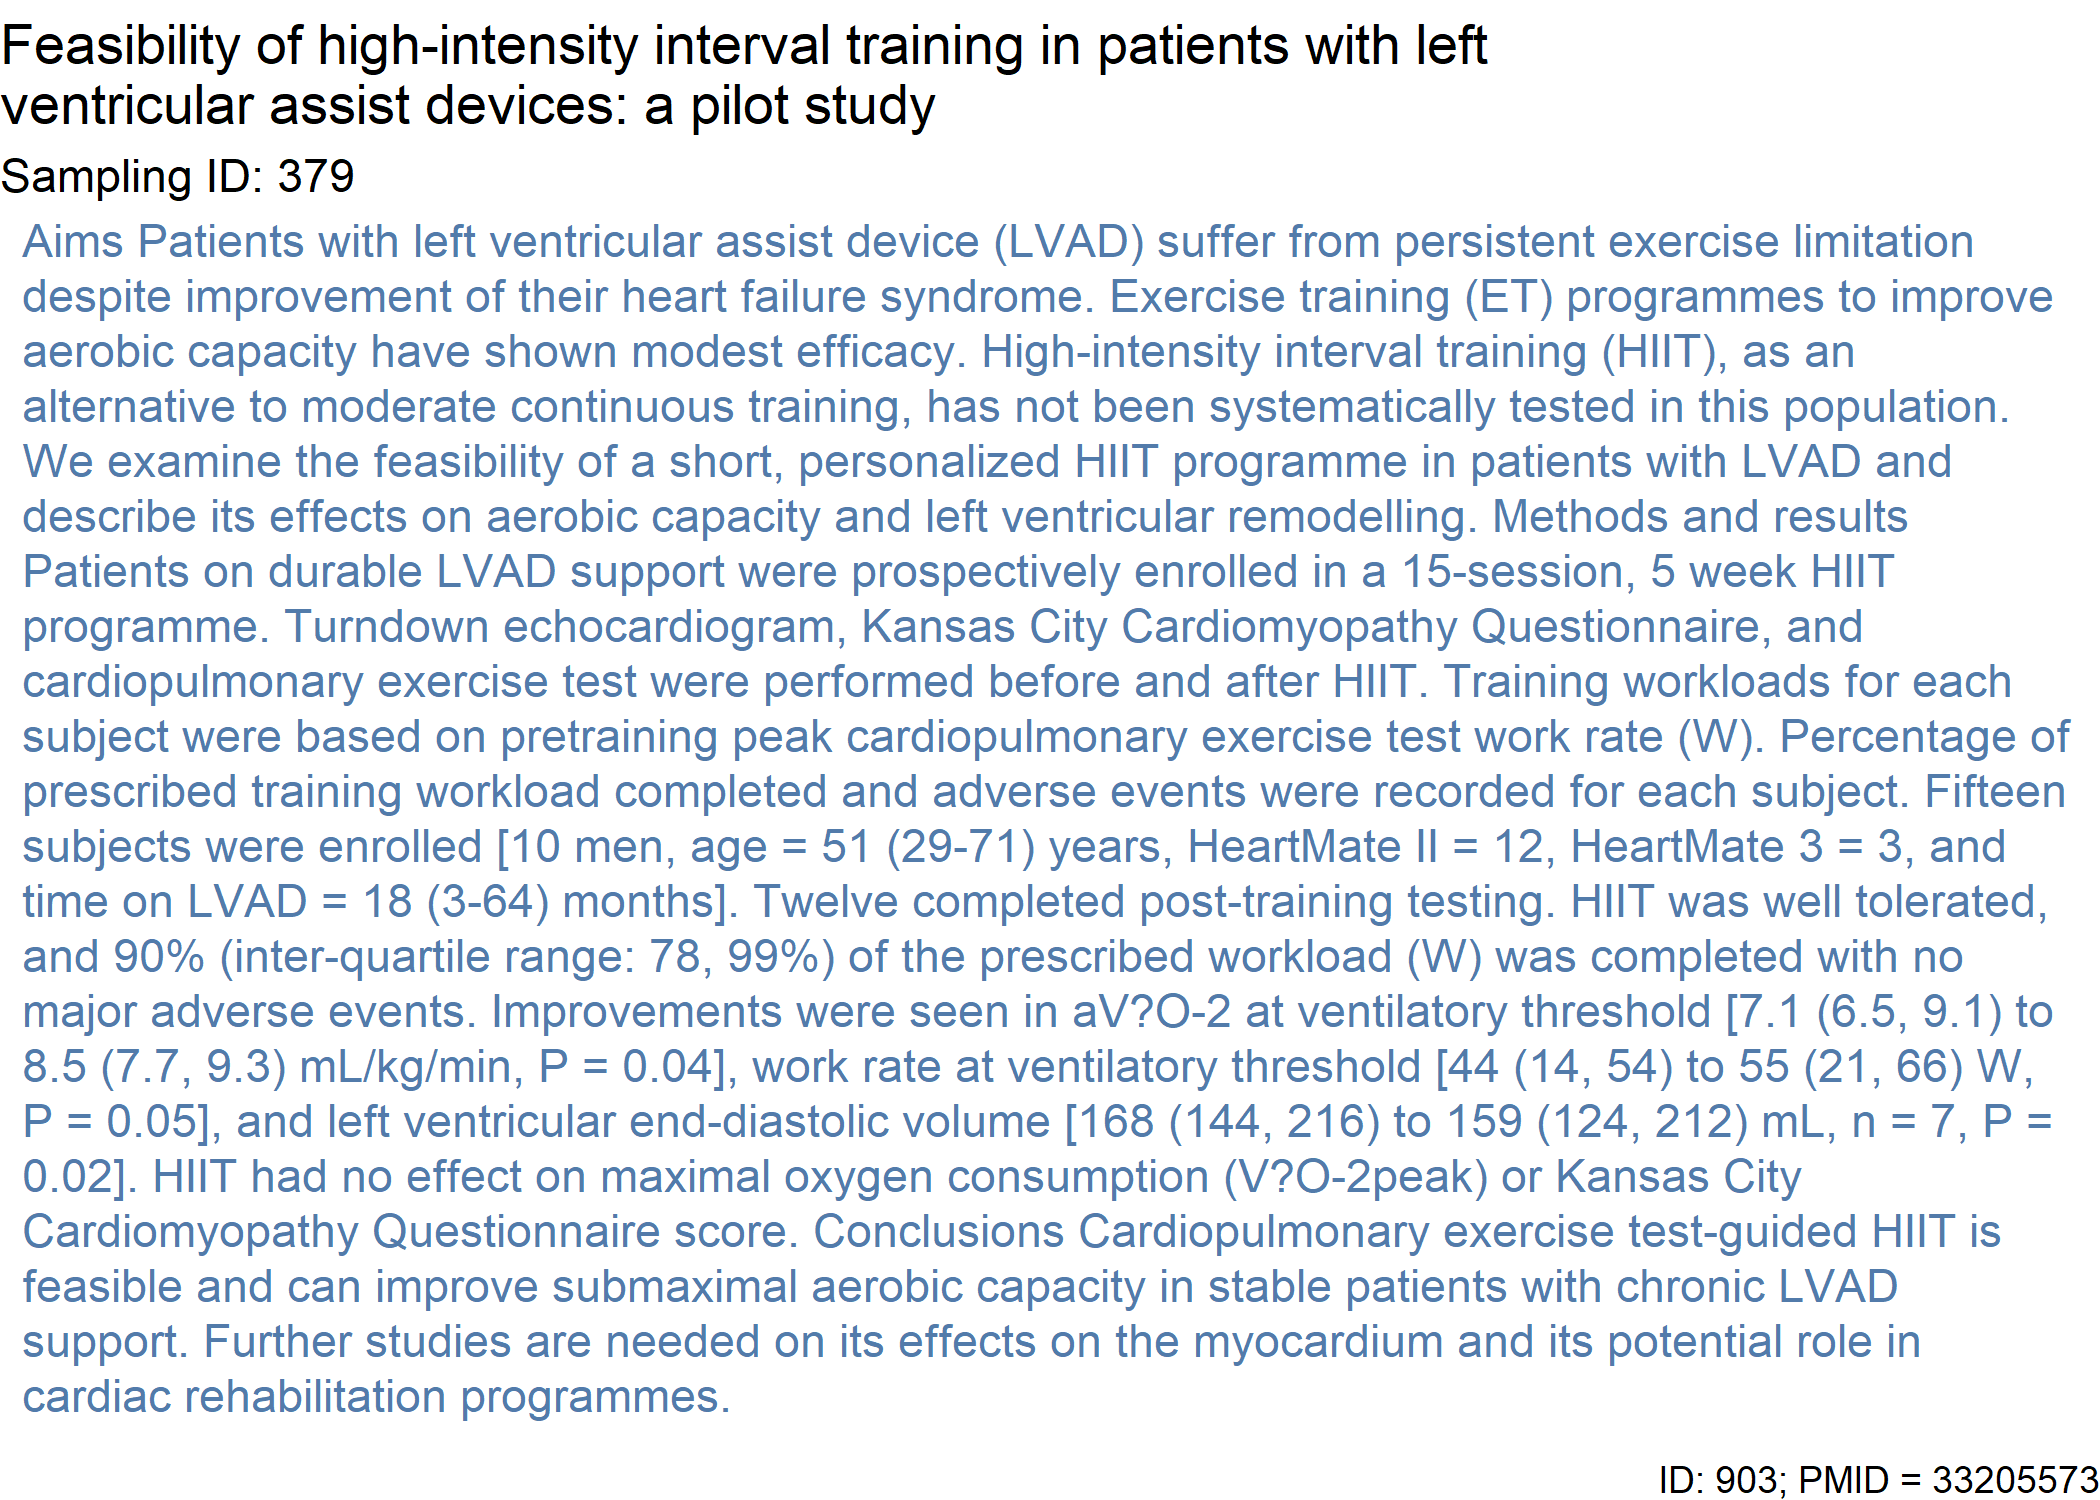 Feasibility of high-intensity interval training in patients with left
ventricular assist devices: a pilot study
Sampling ID: 379
Aims Patients with left ventricular assist device (LVAD) suffer from persistent exercise limitation
despite improvement of their heart failure syndrome. Exercise training (ET) programmes to improve
aerobic capacity have shown modest efficacy. High-intensity interval training (HIIT), as an
alternative to moderate continuous training, has not been systematically tested in this population.
We examine the feasibility of a short, personalized HIIT programme in patients with LVAD and
describe its effects on aerobic capacity and left ventricular remodelling. Methods and results
Patients on durable LVAD support were prospectively enrolled in a 15-session, 5 week HIIT
programme. Turndown echocardiogram, Kansas City Cardiomyopathy Questionnaire, and
cardiopulmonary exercise test were performed before and after HIIT. Training workloads for each
subject were based on pretraining peak cardiopulmonary exercise test work rate (W). Percentage of
prescribed training workload completed and adverse events were recorded for each subject. Fifteen
subjects were enrolled [10 men, age = 51 (29-71) years, HeartMate II = 12, HeartMate 3 = 3, and
time on LVAD = 18 (3-64) months]. Twelve completed post-training testing. HIIT was well tolerated,
and 90% (inter-quartile range: 78, 99%) of the prescribed workload (W) was completed with no
major adverse events. Improvements were seen in aV?O-2 at ventilatory threshold [7.1 (6.5, 9.1) to
8.5 (7.7, 9.3) mL/kg/min, P = 0.04], work rate at ventilatory threshold [44 (14, 54) to 55 (21, 66) W,
P = 0.05], and left ventricular end-diastolic volume [168 (144, 216) to 159 (124, 212) mL, n = 7, P =
0.02]. HIIT had no effect on maximal oxygen consumption (V?O-2peak) or Kansas City
Cardiomyopathy Questionnaire score. Conclusions Cardiopulmonary exercise test-guided HIIT is
feasible and can improve submaximal aerobic capacity in stable patients with chronic LVAD
support. Further studies are needed on its effects on the myocardium and its potential role in
cardiac rehabilitation programmes.
ID: 903; PMID = 33205573